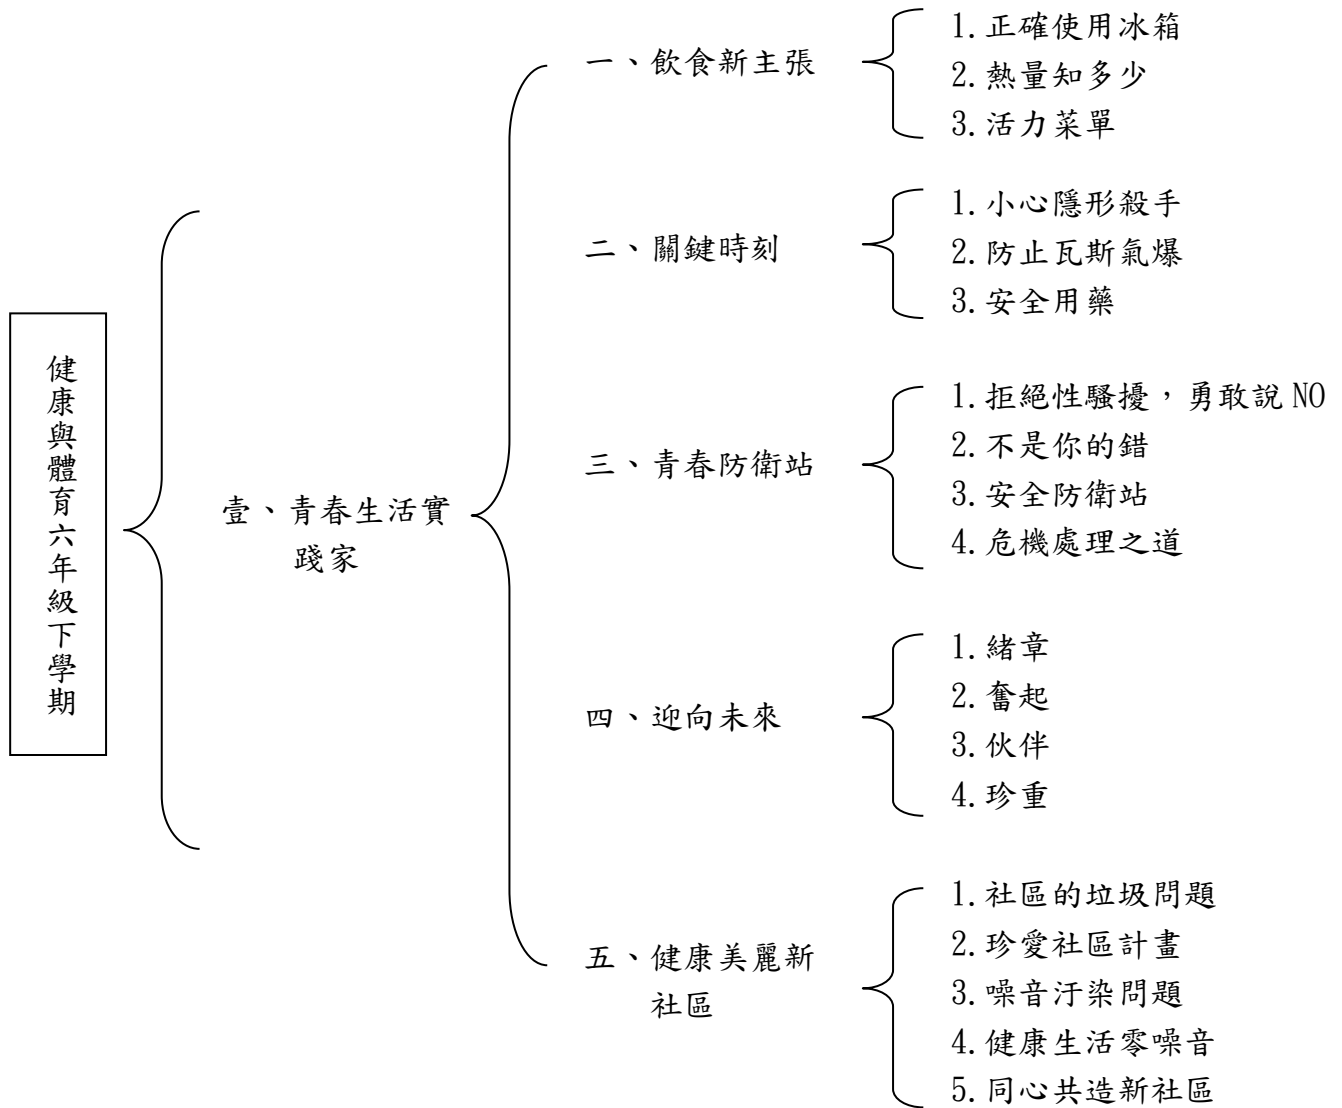 健康與體育六年級下學期
壹、青春生活實
踐家
一、飲食新主張
1.正確使用冰箱
2.熱量知多少
3.活力菜單
二、關鍵時刻
1.小心隱形殺手
2.防止瓦斯氣爆
3.安全用藥
三、青春防衛站
1.拒絕性騷擾，勇敢說 NO
2.不是你的錯
3.安全防衛站
4.危機處理之道
四、迎向未來
1.緒章
2.奮起
3.伙伴
4.珍重
五、健康美麗新
社區
1.社區的垃圾問題
2.珍愛社區計畫
3.噪音汙染問題
4.健康生活零噪音
5.同心共造新社區